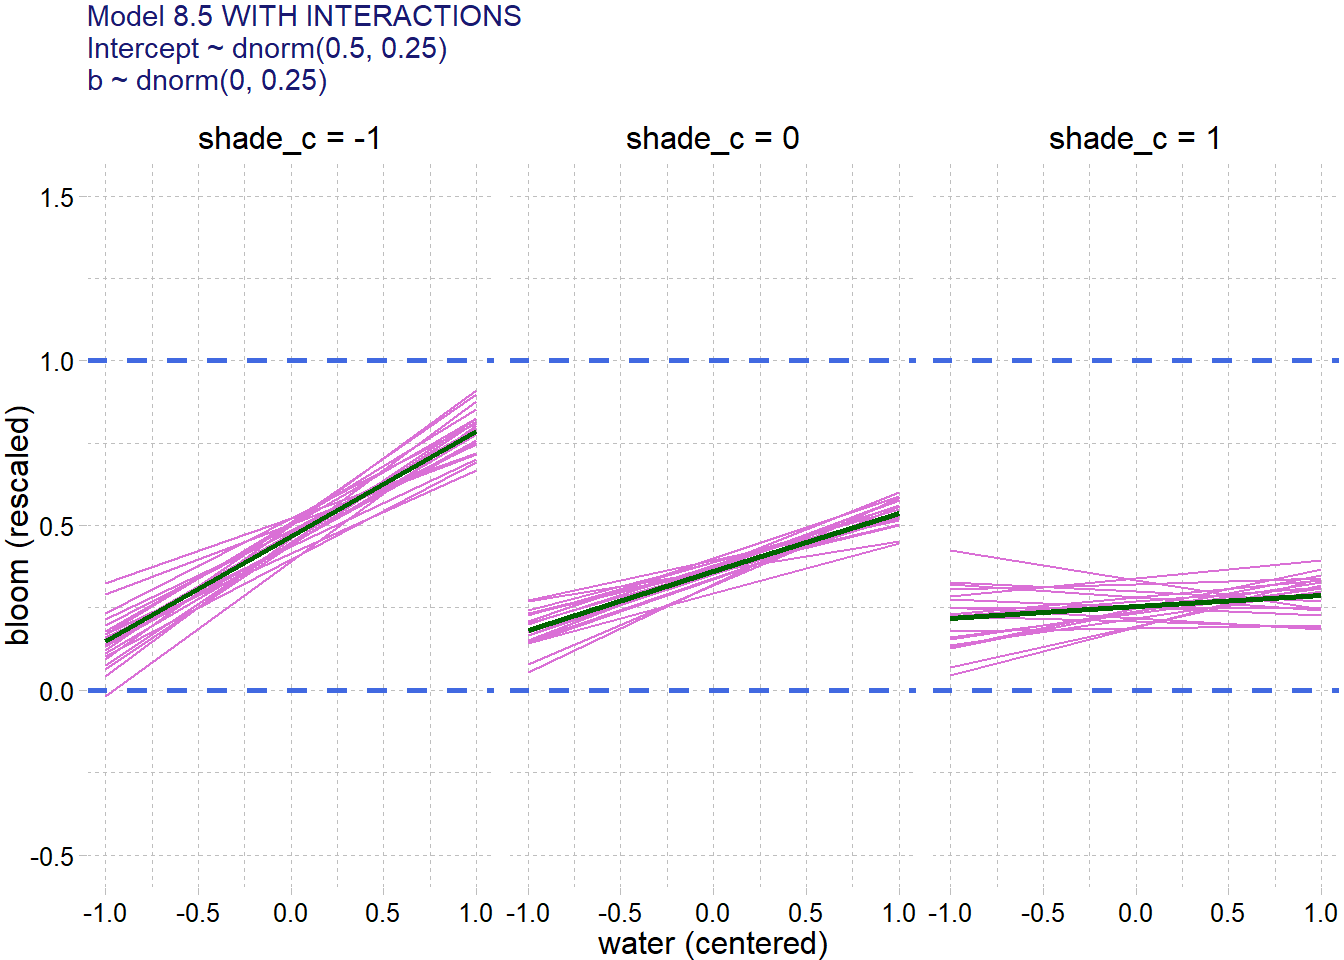 Model 8.5 WITH INTERACTIONS
Intercept ~ dnorm(0.5, 0.25)
b ~ dnorm(0, 0.25)
shade_c = -1 shade_c = 0 shade_c = 1
1.5
1.0
0.5
0.0
-0.5
bloom (rescaled)
-1.0 -0.5 0.0 0.5 1.0 -1.0 -0.5 0.0 0.5 1.0 -1.0 -0.5 0.0 0.5 1.0
water (centered)